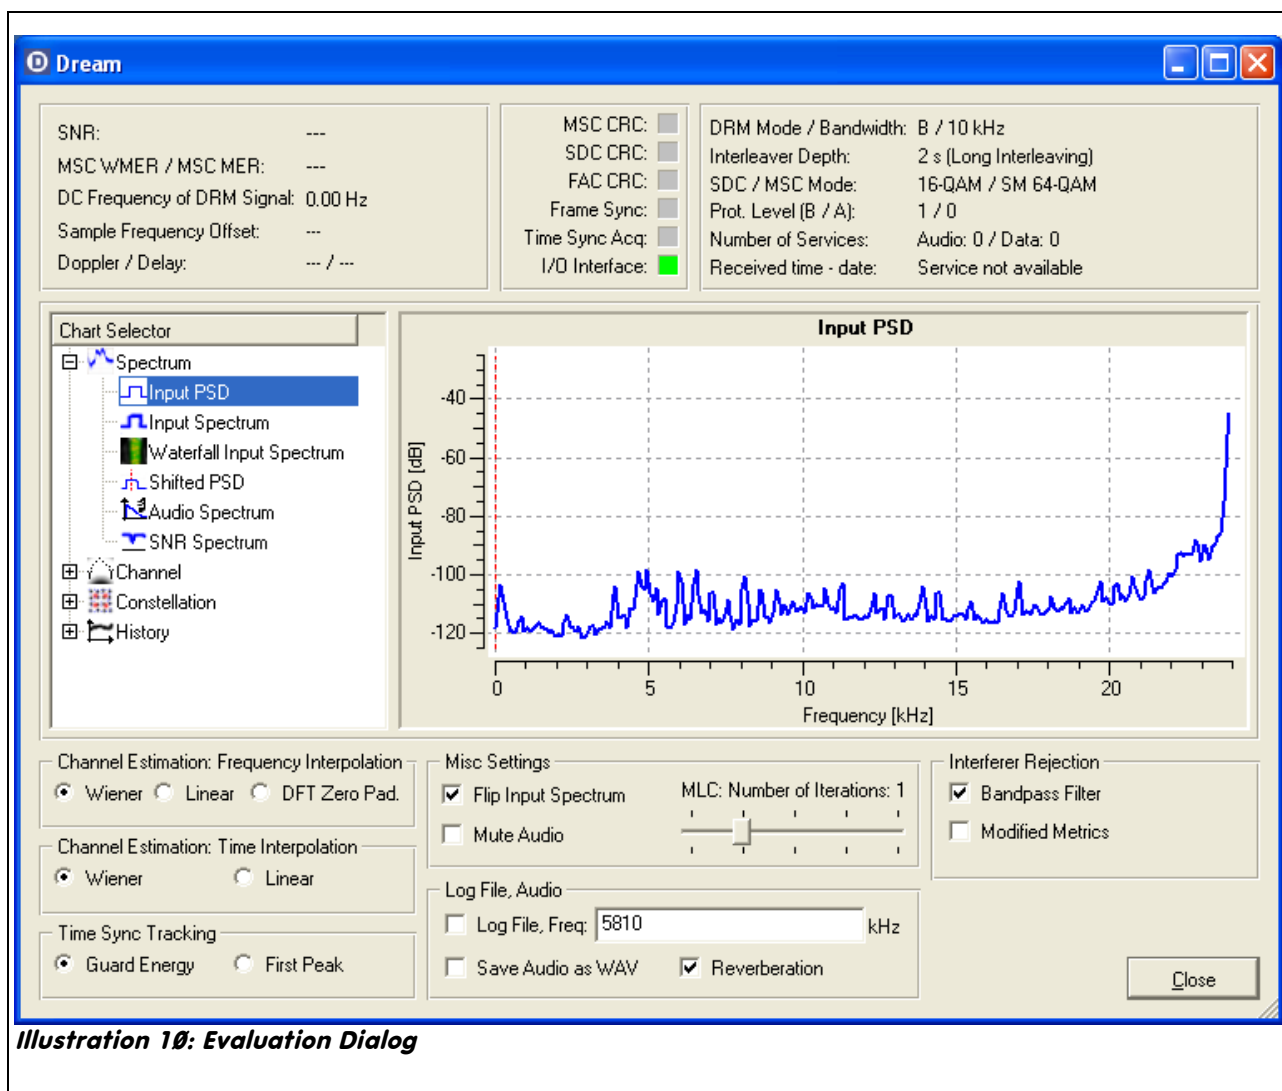 Dream
SNR: ---
MSC WMER / MSC MER: ---
DC Frequency of DRM Signal: 0.00 Hz
Sample Frequency Offset: ---
Doppler / Delay: --- / ---
MSC CRC:
SDC CRC:
FAC CRC:
Frame Sync:
Time Sync Acq:
I/O Interface:
DRM Mode / Bandwidth: B / 10 kHz
Interleaver Depth: 2 s (Long Interleaving)
SDC / MSC Mode: 16-QAM / SM 64-QAM
Prot. Level (B / A): 1 / 0
Number of Services: Audio: 0 / Data: 0
Received time - date: Service not available
Chart Selector
Spectrum
Input PSD
Input Spectrum
Waterfall Input Spectrum
Shifted PSD
Audio Spectrum
SNR Spectrum
Channel
Constellation
History
Input PSD
Input PSD [dB]
-40
-60
-80
-100
-120
0 5 10 15 20
Frequency [kHz]
Channel Estimation: Frequency Interpolation
Wiener Linear DFT Zero Pad.
Channel Estimation: Time Interpolation
Wiener Linear
Time Sync Tracking
Guard Energy First Peak
Misc Settings
Flip Input Spectrum MLC: Number of Iterations: 1
Mute Audio
Log File, Audio
Log File, Freq: 5810 kHz
Save Audio as WAV Reverberation
Interferer Rejection
Bandpass Filter
Modified Metrics
Close
Illustration 10: Evaluation Dialog